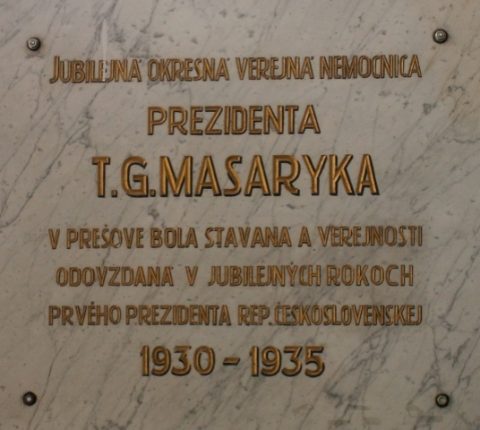 JUBILEJNÁ OKRESNÁ VEREJNÁ NEMOCNICA
PREZIDENTA
T.G.MASARYKA
V PREŠOVE BOLA STAVANÁ A VEREJNOSTI
ODOVZDANÁ V JUBILEJNÝCH ROKOCH
PRVÉHO PREZIDENTA REP. ČESKOSLOVENSKEJ
1930 - 1935